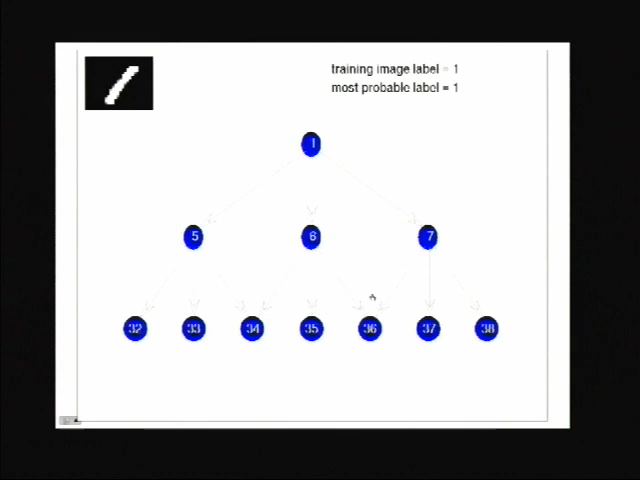 training image label = 1
most probable label = 1
1
5 6 7
32 33 34 35 36 37 38